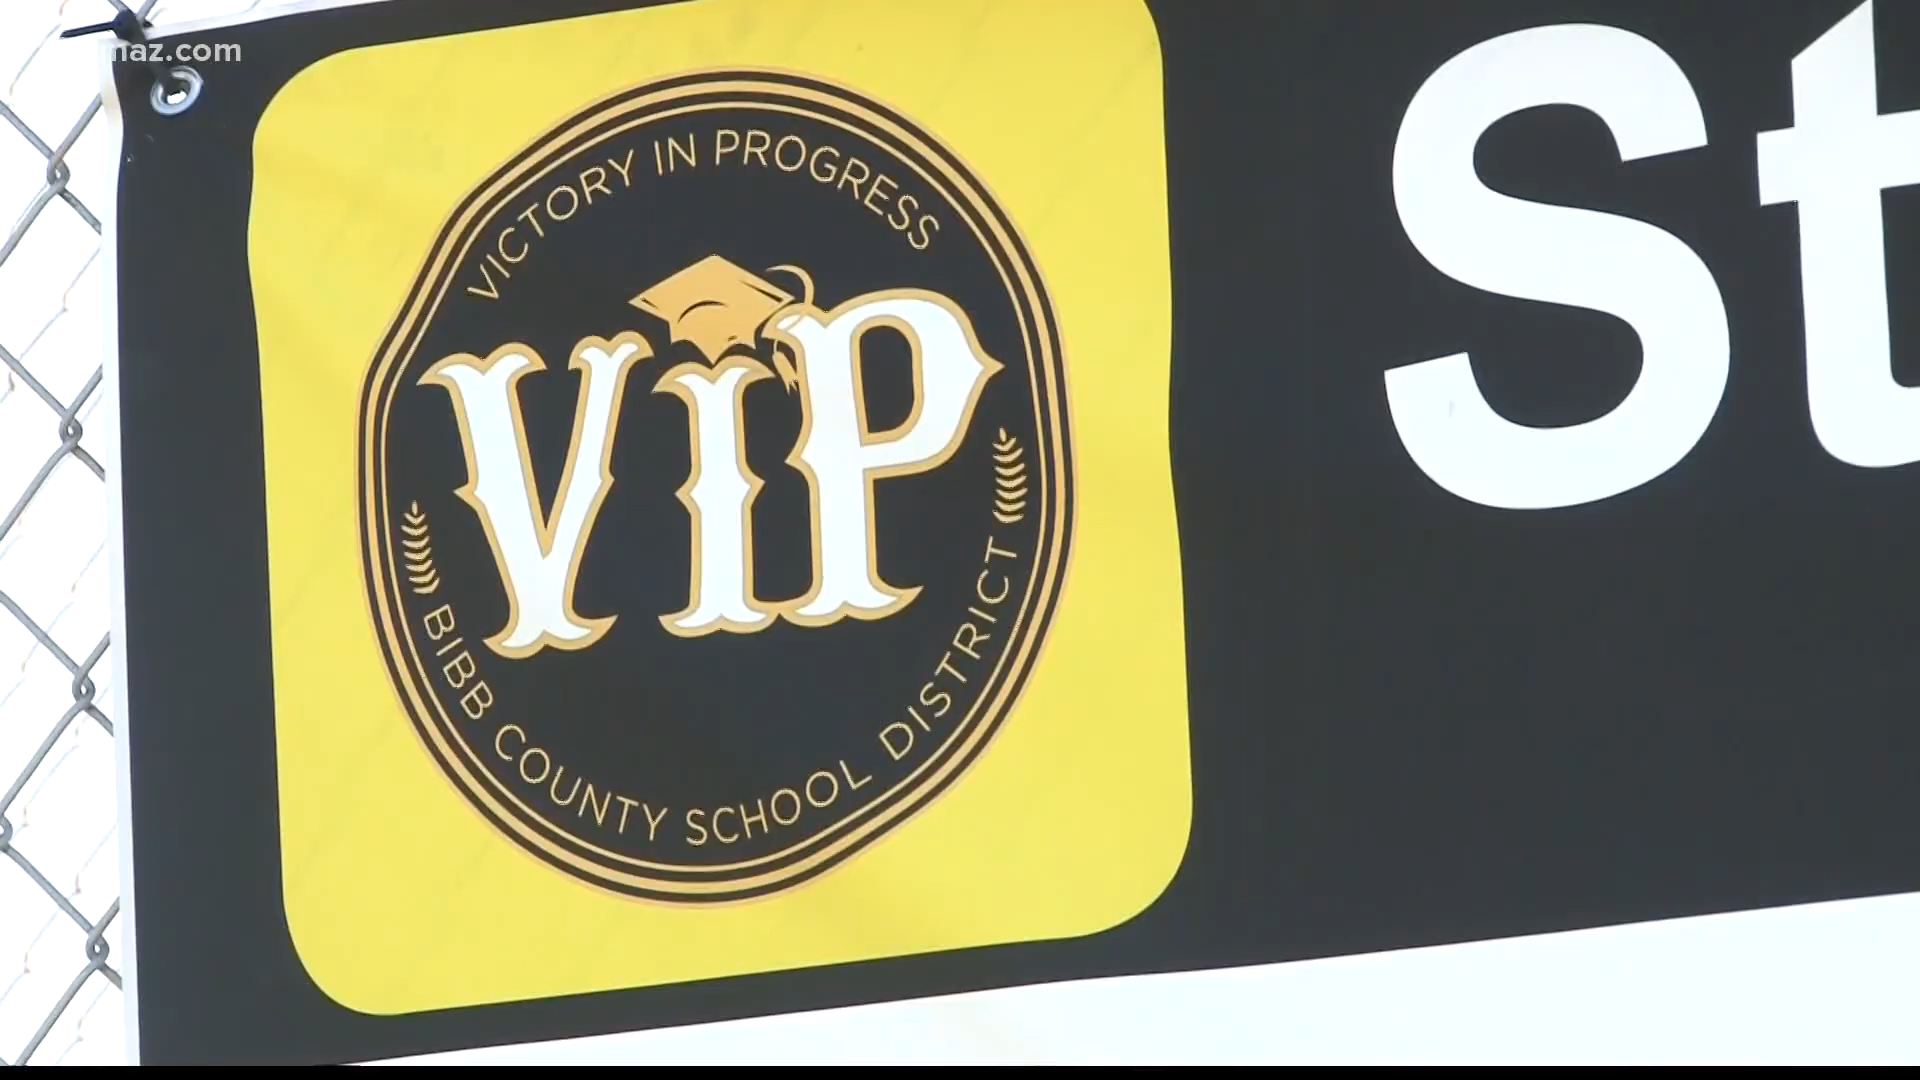 maz.com
VICTORY IN PROGRESS
ViP
BIBB COUNTY SCHOOL DISTRICT
St